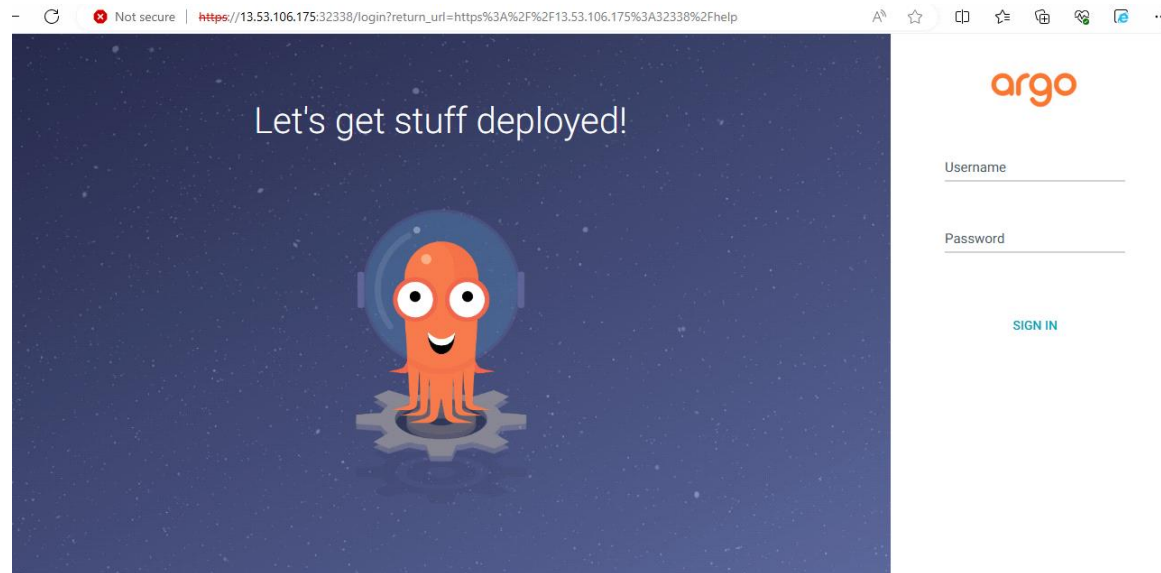 Not secure | https://13.53.106.175:32338/login?return_url=https%3A%2F%2F13.53.106.175%3A32338%2Fhelp
Let's get stuff deployed!
argo
Username
Password
SIGN IN